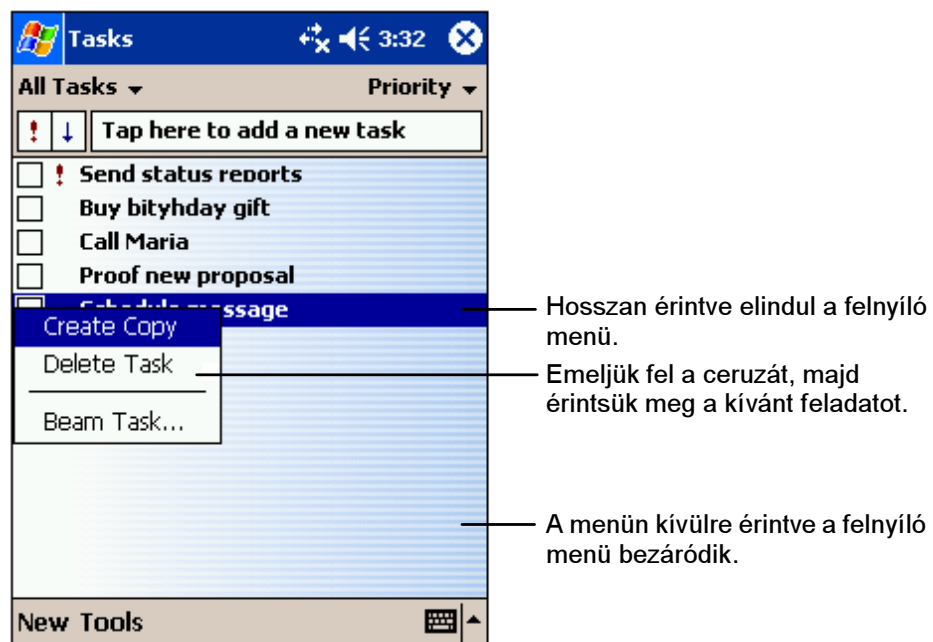 Tasks 3:32
All Tasks Priority
! ↓ Tap here to add a new task
! Send status reports
Buy bityhday gift
Call Maria
Proof new proposal
Schedule message
Create Copy
Delete Task
Beam Task...
New Tools
Hosszan érintve elindul a felnyíló
menü.
Emeljük fel a ceruzát, majd
érintsük meg a kívánt feladatot.
A menün kívülre érintve a felnyíló
menü bezáródik.